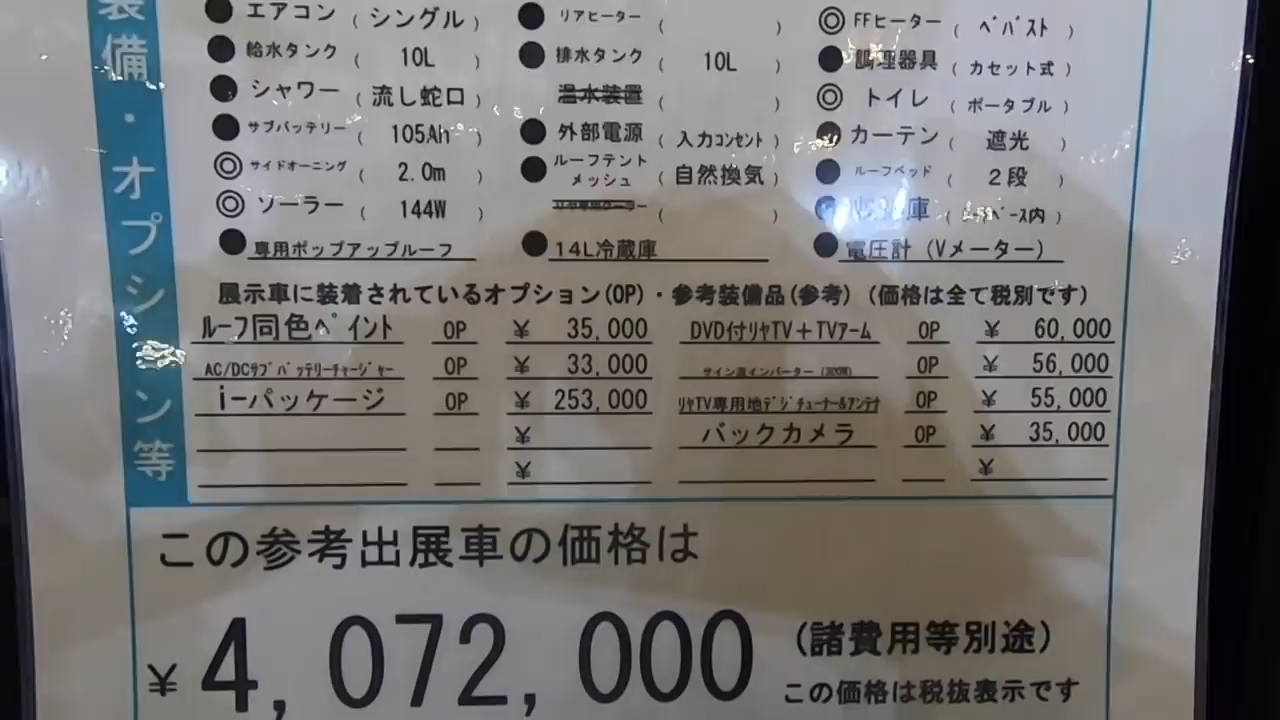 装備・オプション等
● エアコン ( シングル ) ● リアヒーター ( ) ◎ FFヒーター ( ベバスト )
● 給水タンク ( 10L ) ● 排水タンク ( 10L ) ● 調理器具 ( カセット式 )
● シャワー ( 流し蛇口 ) 温水装置 ( ) ◎ トイレ ( ポータブル )
● サブバッテリー ( 105Ah ) ● 外部電源 ( 入力コンセント ) ● カーテン ( 遮光 )
◎ サイドオーニング ( 2.0m ) ● ルーフテントメッシュ ( 自然換気 ) ● ルーフベッド ( 2段 )
◎ ソーラー ( 144W ) ( ) 庫 ( ース内 )
● 専用ポップアップルーフ ● 14L冷蔵庫 ● 電圧計 (Vメーター)
展示車に装着されているオプション(OP)・参考装備品(参考) (価格は全て税別です)
ルーフ同色ペイント OP ¥ 35,000 DVD付リヤTV+TVアーム OP ¥ 60,000
AC/DCサブバッテリーチャージャー OP ¥ 33,000 サイン波インバーター (300W) OP ¥ 56,000
i-パッケージ OP ¥ 253,000 リヤTV専用地デジチューナー&アンテナ OP ¥ 55,000
¥ バックカメラ OP ¥ 35,000
¥ ¥
この参考出展車の価格は
¥ 4,072,000 (諸費用等別途)
この価格は税抜表示です